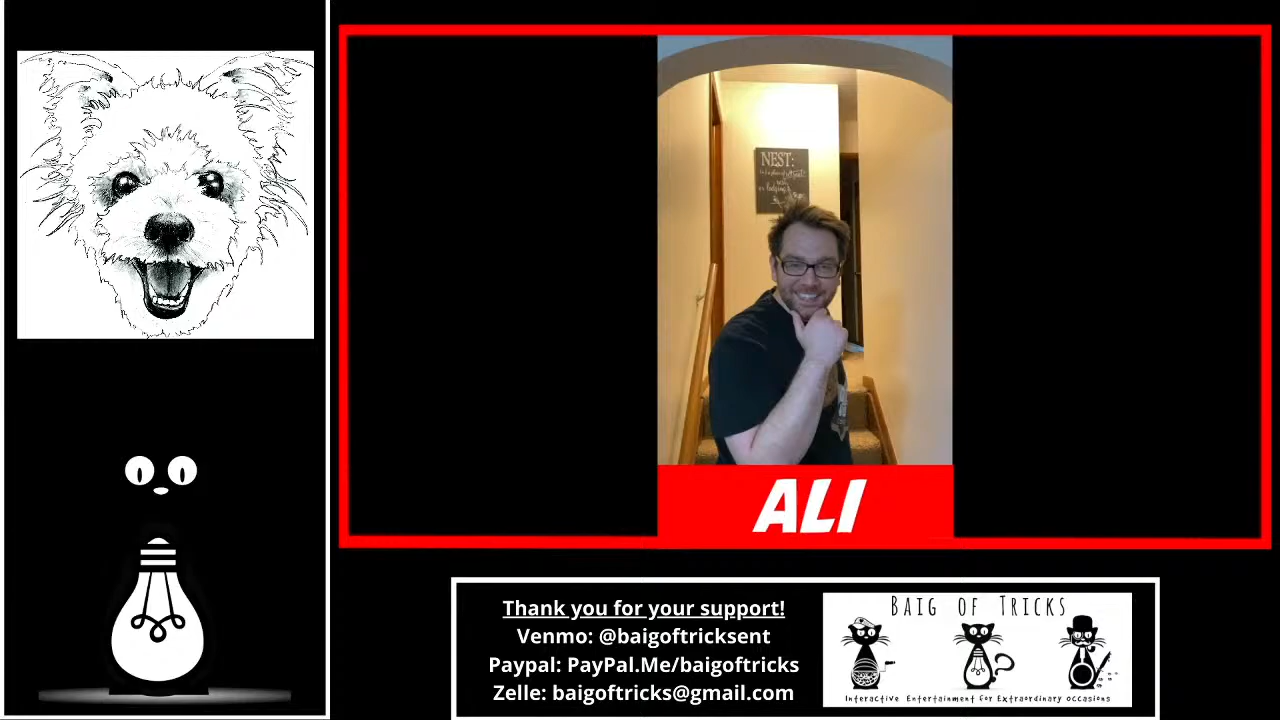 NEST:
ALI
Thank you for your support!
Venmo: @baigoftricksent
Paypal: PayPal.Me/baigoftricks
Zelle: baigoftricks@gmail.com
BAIG OF TRICKS
Interactive Entertainment for Extraordinary occasions